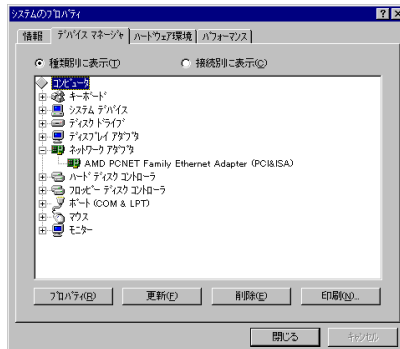 システムのプロパティ
情報 デバイス マネージャ ハードウェア環境 パフォーマンス
種類別に表示(T) 接続別に表示(C)
コンピュータ
キーボード
システム デバイス
ディスク ドライブ
ディスプレイ アダプタ
ネットワーク アダプタ
AMD PCNET Family Ethernet Adapter (PCI&ISA)
ハード ディスク コントローラ
フロッピー ディスク コントローラ
ポート (COM & LPT)
マウス
モニター
プロパティ(R) 更新(F) 削除(E) 印刷(N)...
閉じる キャンセル